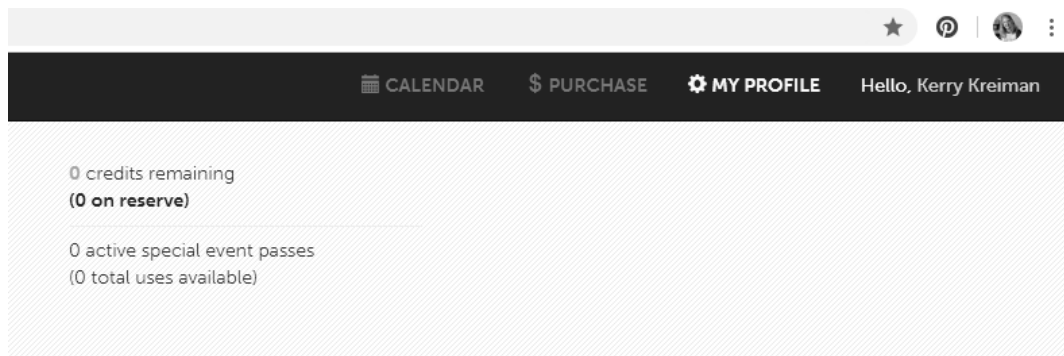 CALENDAR $ PURCHASE MY PROFILE Hello, Kerry Kreiman
0 credits remaining
(0 on reserve)
0 active special event passes
(0 total uses available)